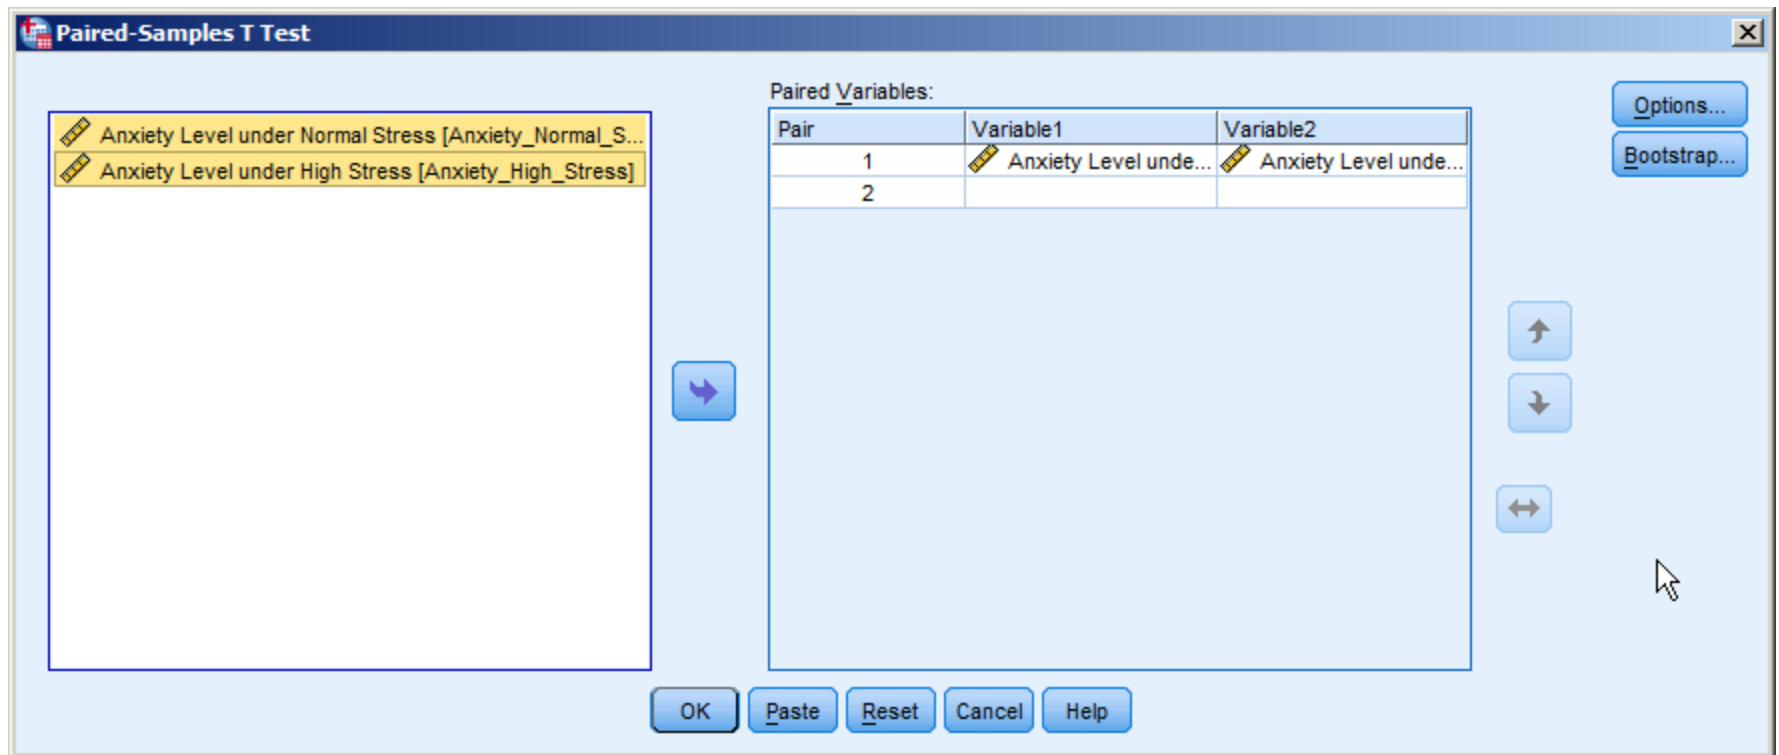 Paired-Samples T Test
Paired Variables:
Anxiety Level under Normal Stress [Anxiety_Normal_S...
Anxiety Level under High Stress [Anxiety_High_Stress]
Pair Variable1 Variable2
1 Anxiety Level unde... Anxiety Level unde...
2
Options...
Bootstrap...
OK Paste Reset Cancel Help